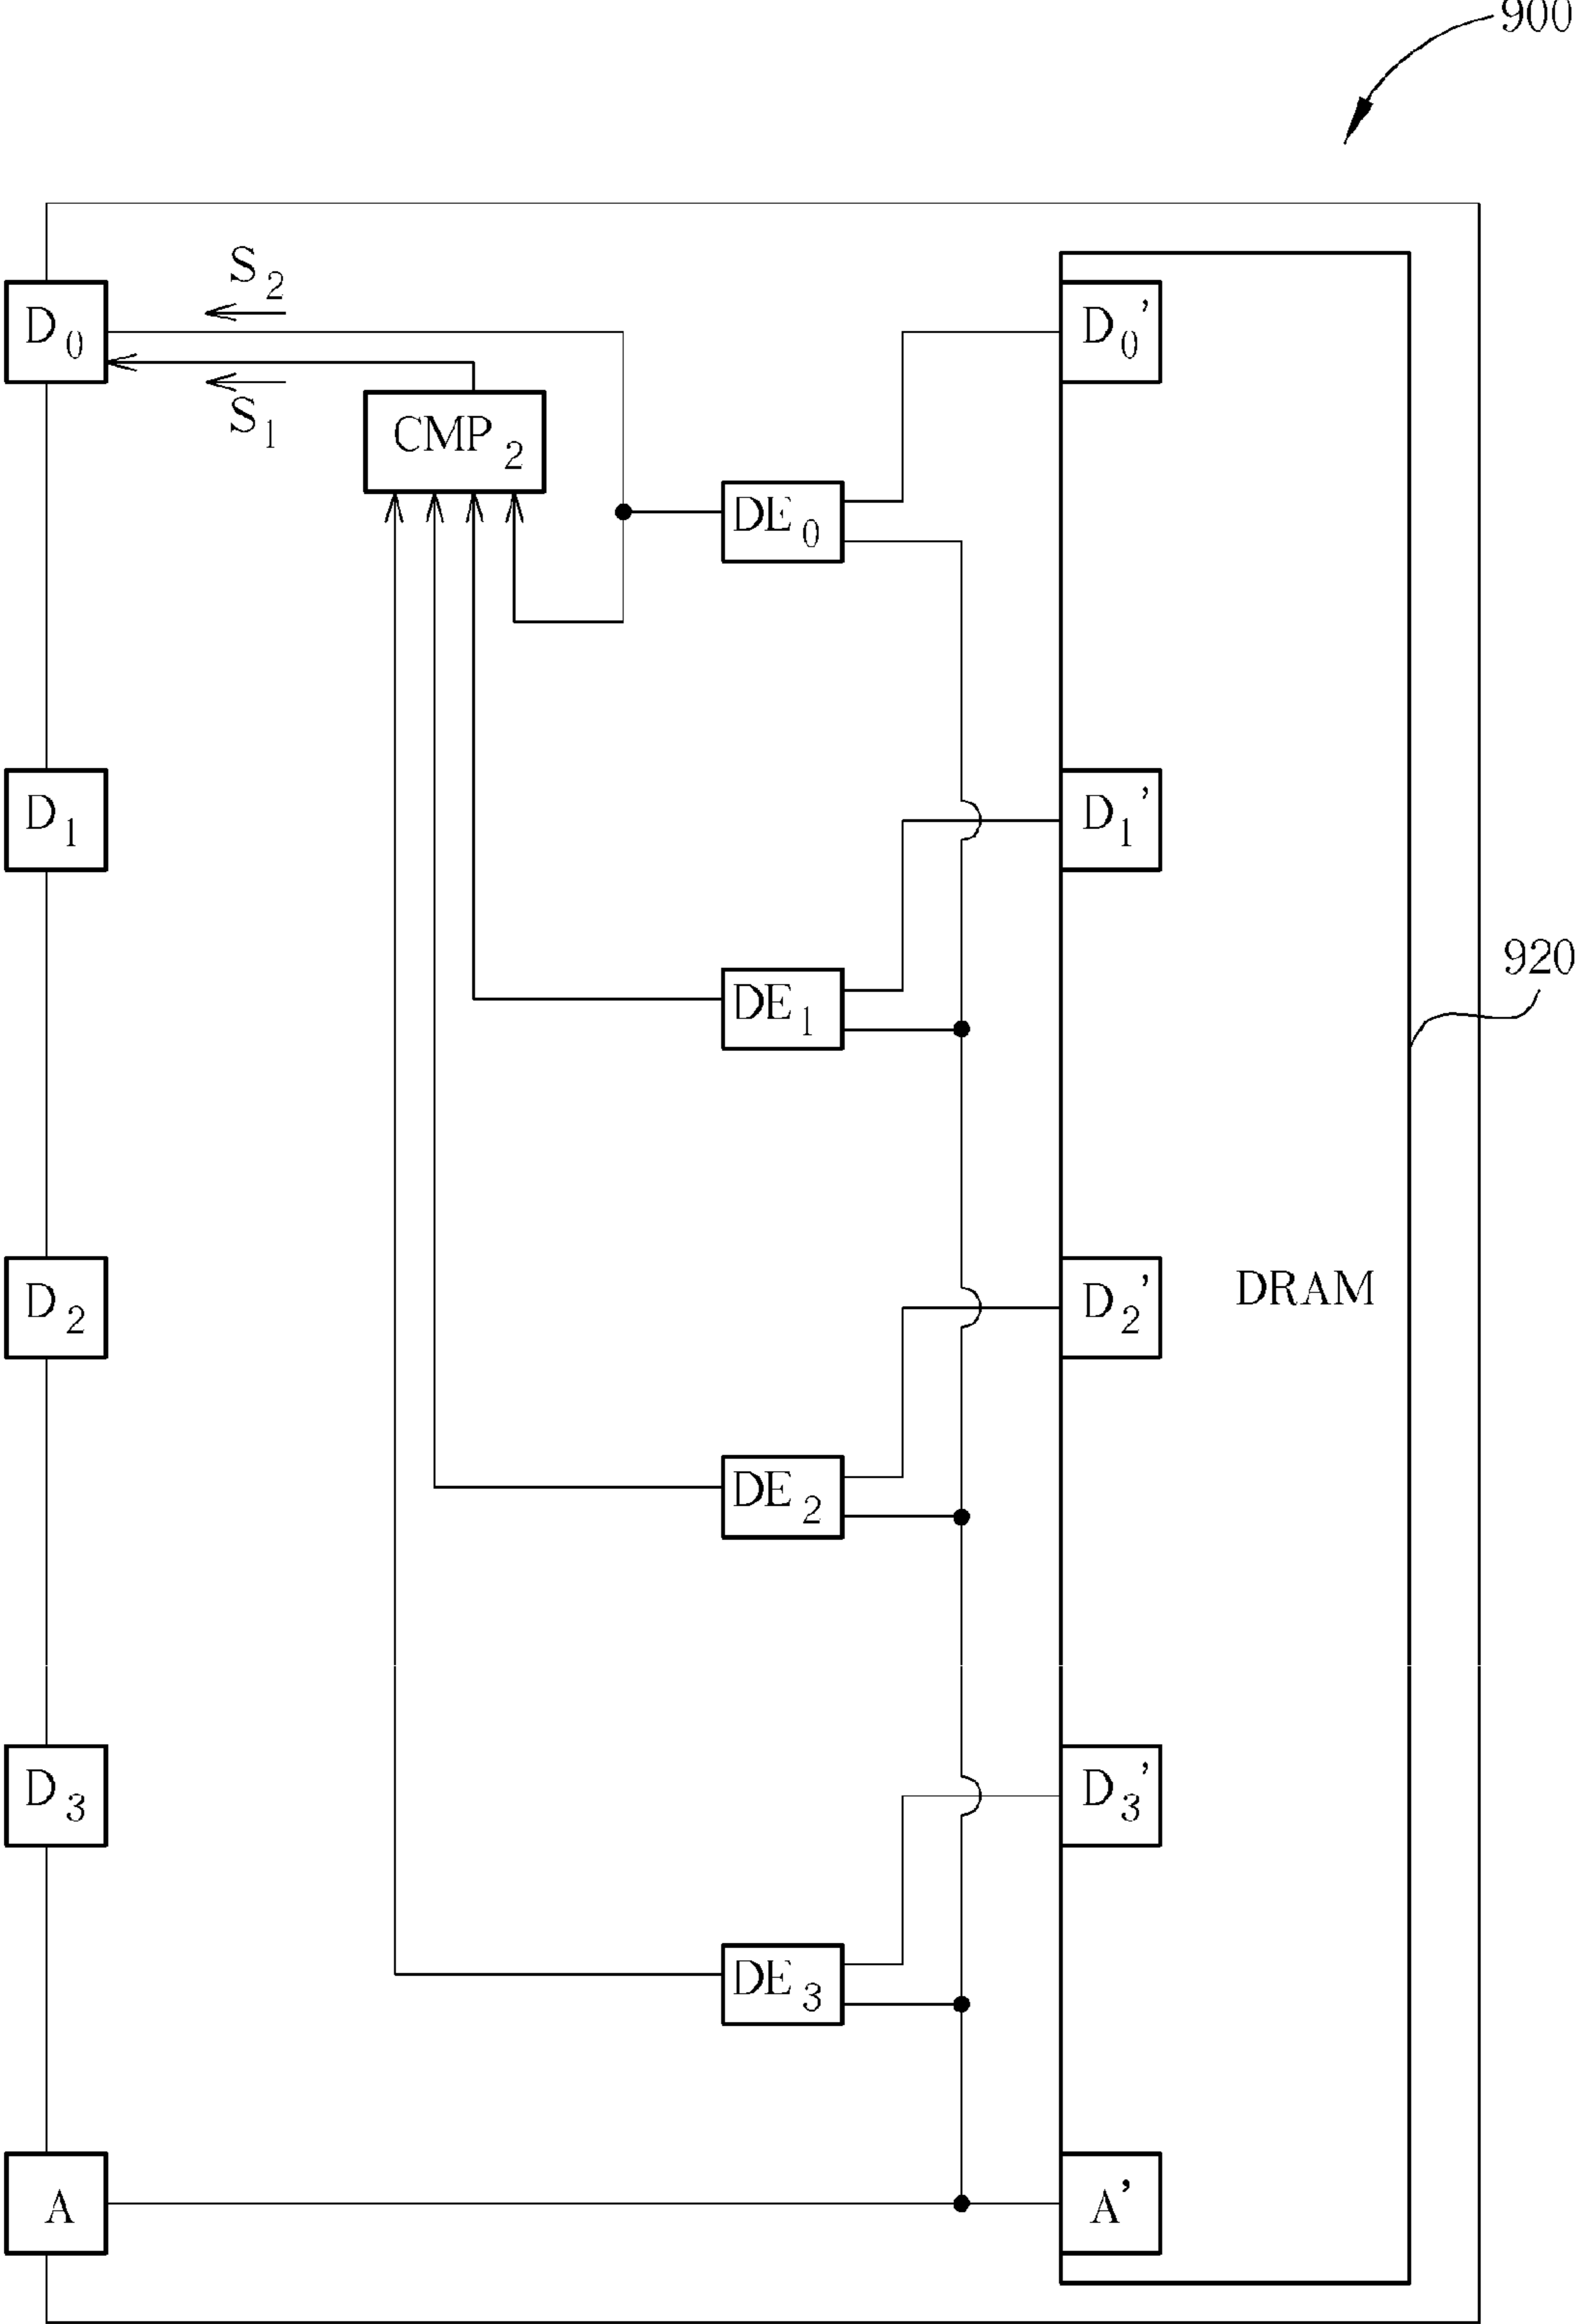 900
S₂
D₀
D₀'
S₁
CMP₂
DE₀
D₁
D₁'
920
DE₁
D₂
D₂'
DRAM
DE₂
D₃
D₃'
DE₃
A
A'